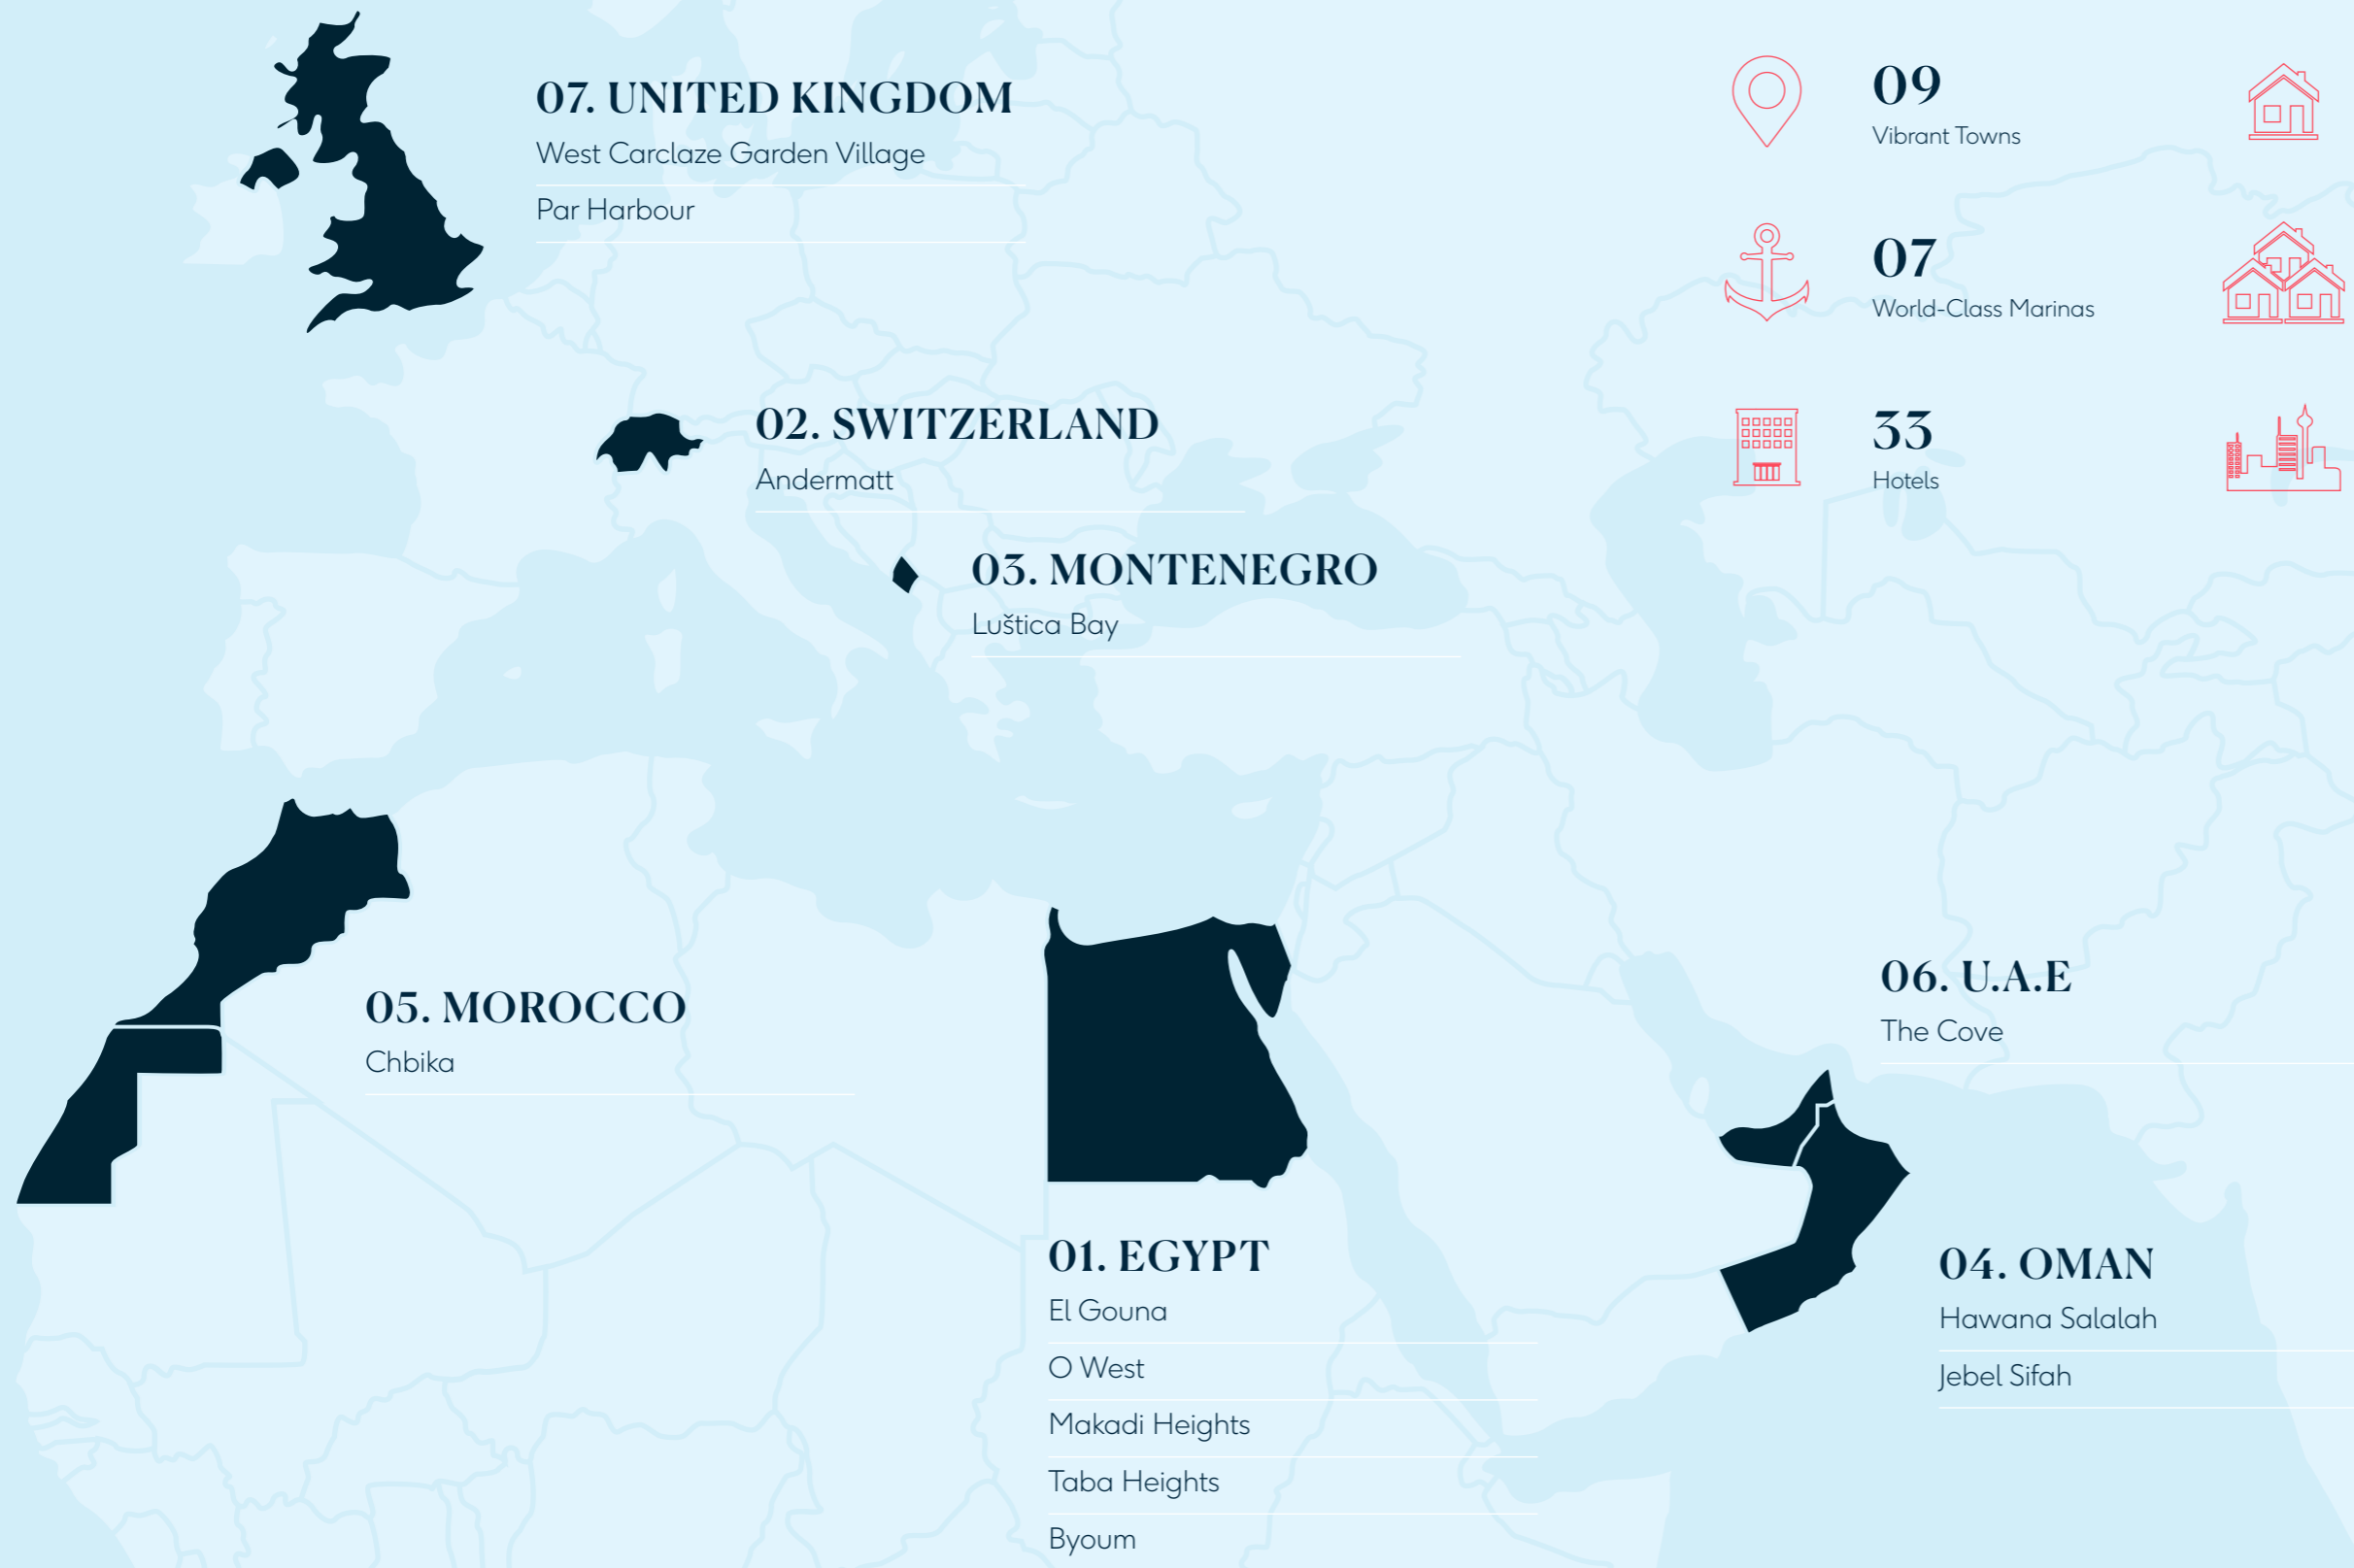 07. UNITED KINGDOM
West Carclaze Garden Village
Par Harbour
09
Vibrant Towns
07
World-Class Marinas
33
Hotels
02. SWITZERLAND
Andermatt
03. MONTENEGRO
Luštica Bay
05. MOROCCO
Chbika
06. U.A.E
The Cove
01. EGYPT
El Gouna
O West
Makadi Heights
Taba Heights
Byoum
04. OMAN
Hawana Salalah
Jebel Sifah